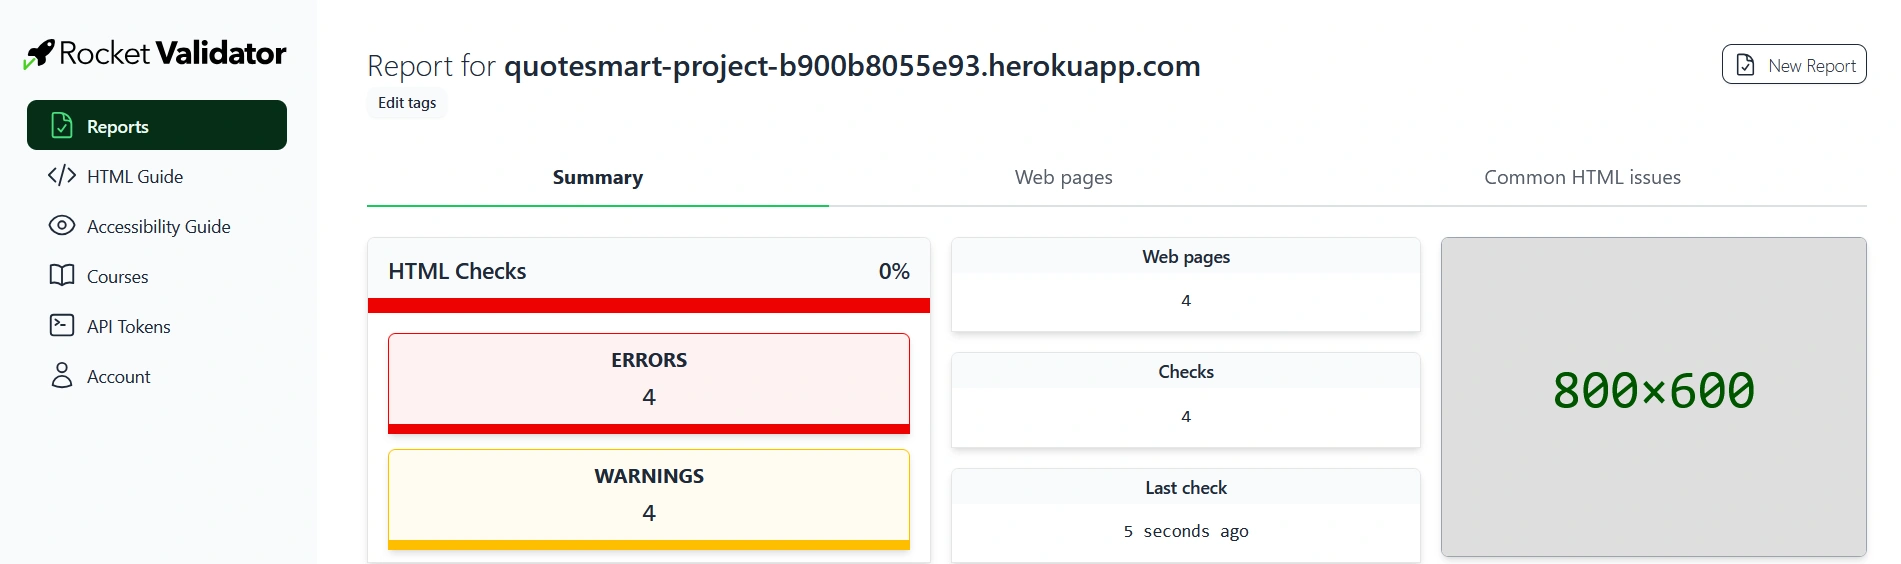 Rocket Validator
Reports
HTML Guide
Accessibility Guide
Courses
API Tokens
Account
Report for quotesmart-project-b900b8055e93.herokuapp.com
New Report
Edit tags
Summary
Web pages
Common HTML issues
HTML Checks
0%
ERRORS
4
WARNINGS
4
Web pages
4
Checks
4
Last check
5 seconds ago
800×600